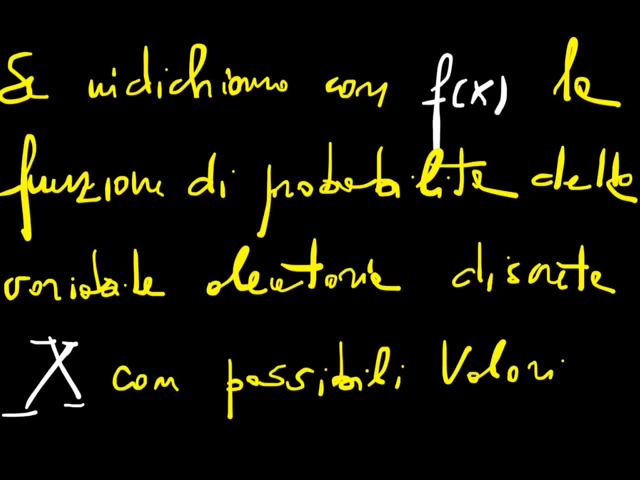 Se indichiamo con f(x) la
funzione di probabilità della
variabile aleatoria discreta
X con possibili Valori